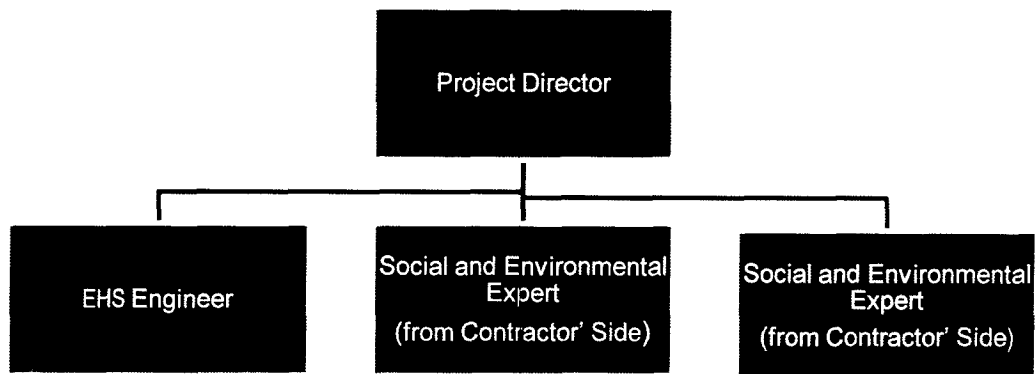 Project Director
EHS Engineer
Social and Environmental
Expert
(from Contractor' Side)
Social and Environmental
Expert
(from Contractor' Side)